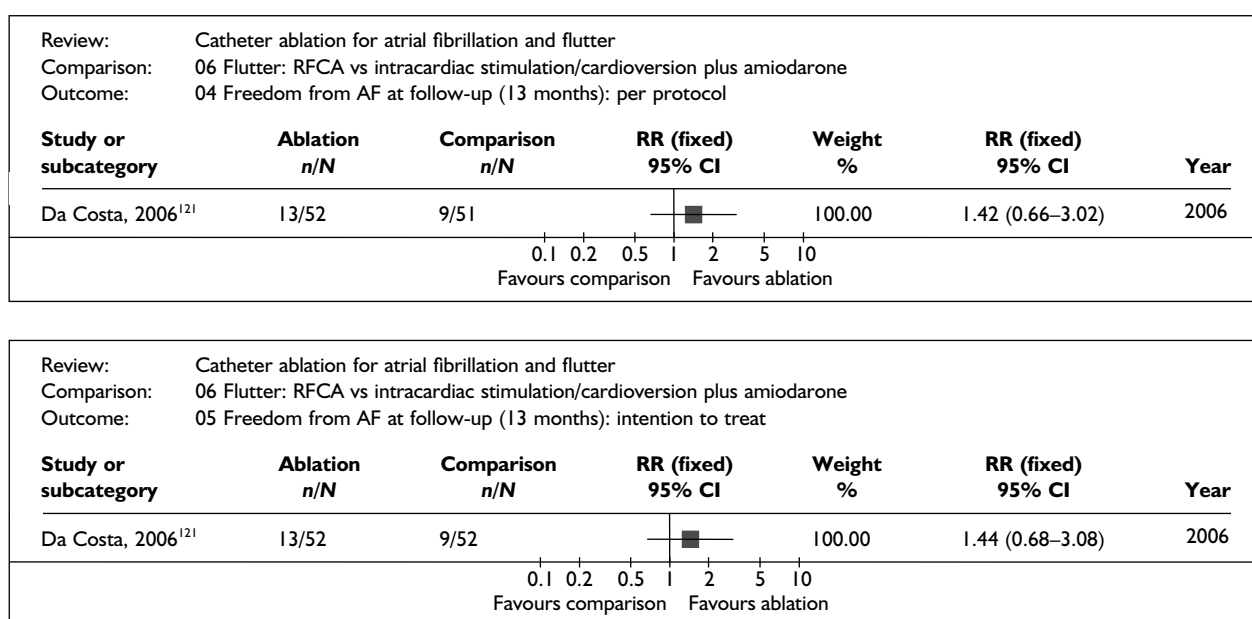 Review: Catheter ablation for atrial fibrillation and flutter
Comparison: 06 Flutter: RFCA vs intracardiac stimulation/cardioversion plus amiodarone
Outcome: 04 Freedom from AF at follow-up (13 months): per protocol
Study or Ablation Comparison RR (fixed) Weight RR (fixed)
subcategory n/N n/N 95% CI % 95% CI Year
Da Costa, 2006¹²¹ 13/52 9/51 100.00 1.42 (0.66–3.02) 2006
0.1 0.2 0.5 1 2 5 10
Favours comparison Favours ablation
Review: Catheter ablation for atrial fibrillation and flutter
Comparison: 06 Flutter: RFCA vs intracardiac stimulation/cardioversion plus amiodarone
Outcome: 05 Freedom from AF at follow-up (13 months): intention to treat
Study or Ablation Comparison RR (fixed) Weight RR (fixed)
subcategory n/N n/N 95% CI % 95% CI Year
Da Costa, 2006¹²¹ 13/52 9/52 100.00 1.44 (0.68–3.08) 2006
0.1 0.2 0.5 1 2 5 10
Favours comparison Favours ablation